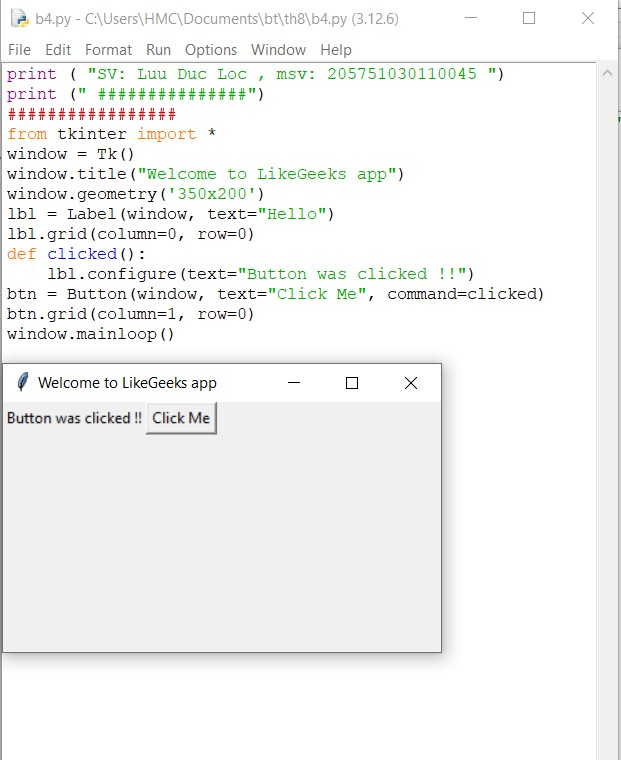 b4.py - C:\Users\HMC\Documents\bt\th8\b4.py (3.12.6)
File Edit Format Run Options Window Help
print ( "SV: Luu Duc Loc , msv: 205751030110045 ")
print (" ###############")
#################
from tkinter import *
window = Tk()
window.title("Welcome to LikeGeeks app")
window.geometry('350x200')
lbl = Label(window, text="Hello")
lbl.grid(column=0, row=0)
def clicked():
    lbl.configure(text="Button was clicked !!")
btn = Button(window, text="Click Me", command=clicked)
btn.grid(column=1, row=0)
window.mainloop()
Welcome to LikeGeeks app
Button was clicked !! Click Me